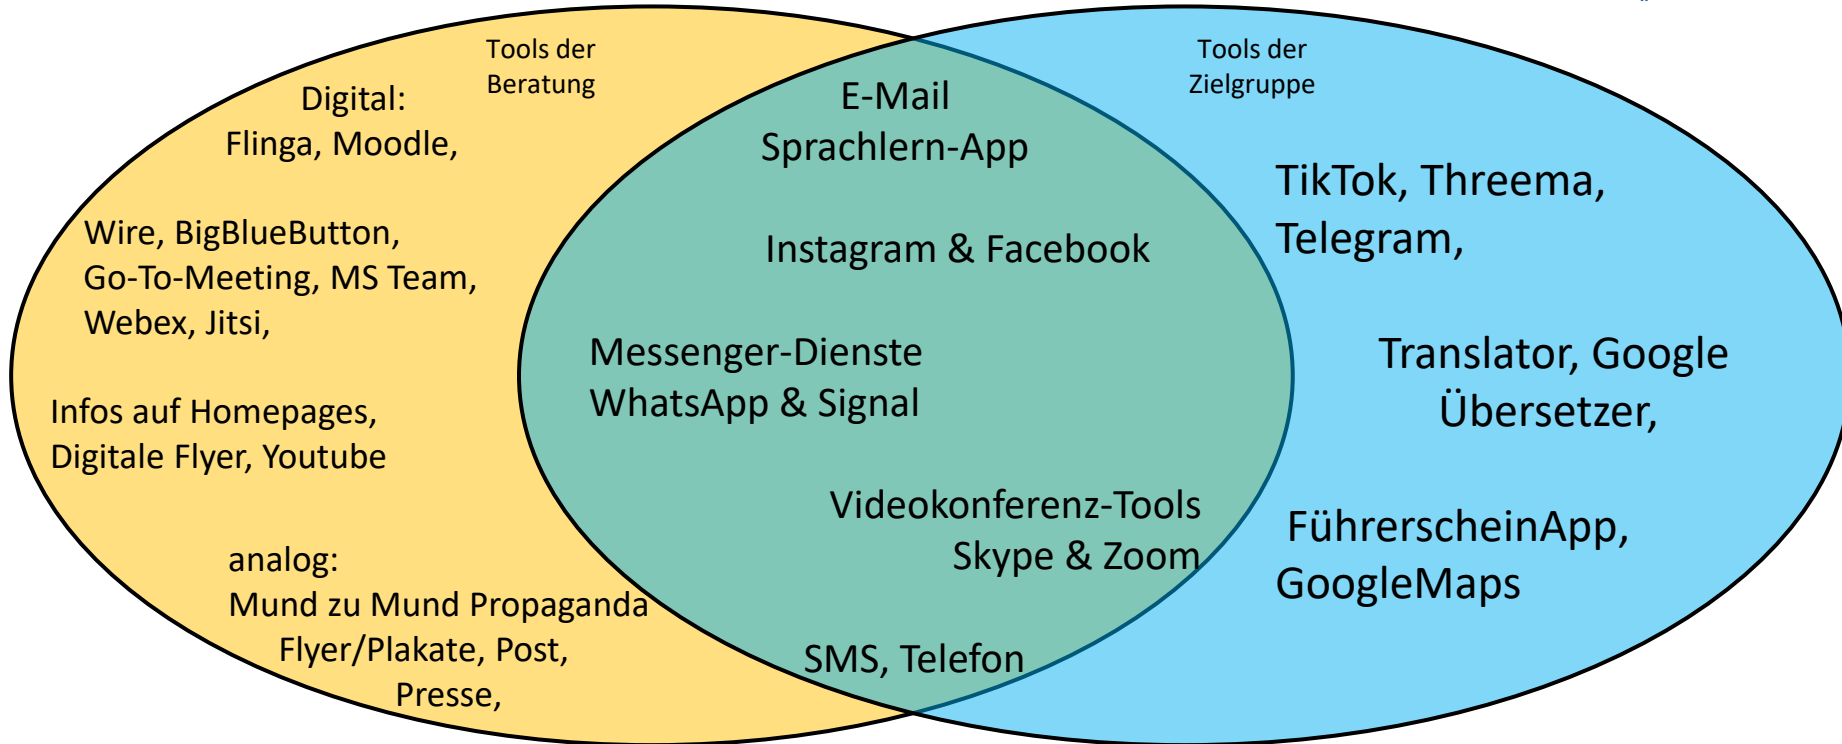 Tools der
Beratung
Digital:
Flinga, Moodle,
Wire, BigBlueButton,
Go-To-Meeting, MS Team,
Webex, Jitsi,
Infos auf Homepages,
Digitale Flyer, Youtube
analog:
Mund zu Mund Propaganda
Flyer/Plakate, Post,
Presse,
E-Mail
Sprachlern-App
Instagram & Facebook
Messenger-Dienste
WhatsApp & Signal
Videokonferenz-Tools
Skype & Zoom
SMS, Telefon
Tools der
Zielgruppe
TikTok, Threema,
Telegram,
Translator, Google
Übersetzer,
FührerscheinApp,
GoogleMaps